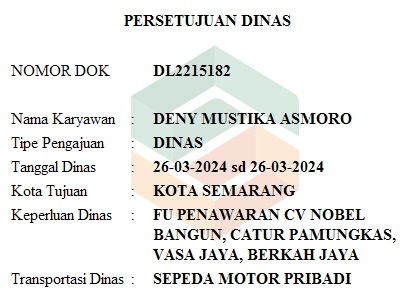 PERSETUJUAN DINAS
NOMOR DOK DL2215182
Nama Karyawan : DENY MUSTIKA ASMORO
Tipe Pengajuan : DINAS
Tanggal Dinas : 26-03-2024 sd 26-03-2024
Kota Tujuan : KOTA SEMARANG
Keperluan Dinas : FU PENAWARAN CV NOBEL
BANGUN, CATUR PAMUNGKAS,
VASA JAYA, BERKAH JAYA
Transportasi Dinas : SEPEDA MOTOR PRIBADI